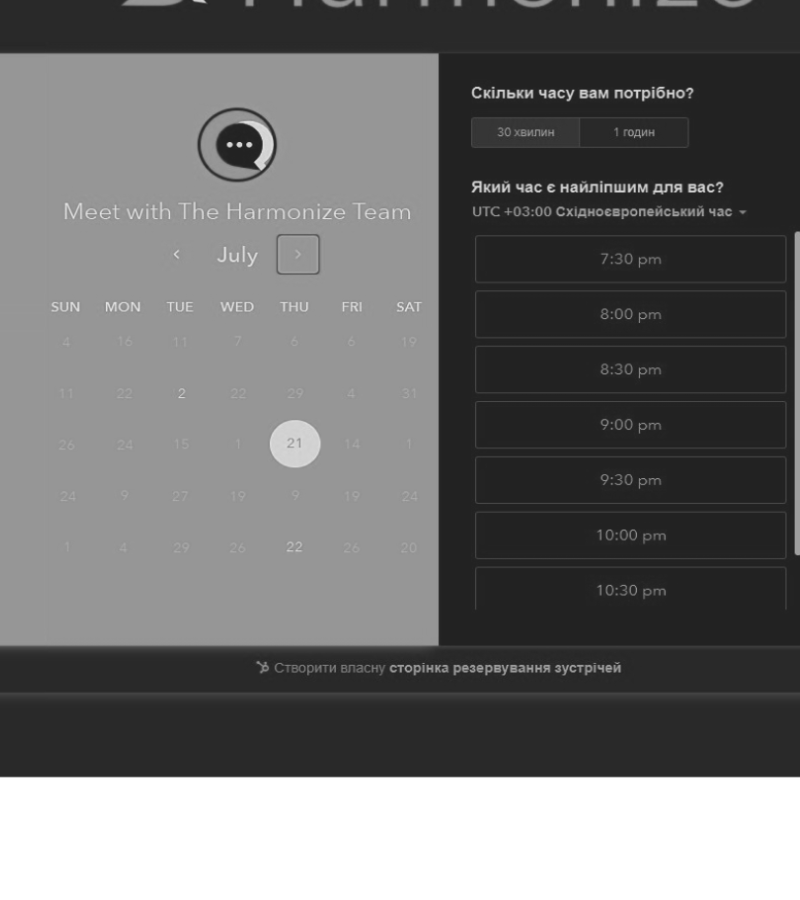 Harmonize
Meet with The Harmonize Team
July
SUN MON TUE WED THU FRI SAT
4 16 11 7 6 6 19
11 22 2 22 29 4 31
26 24 15 1 21 14 1
24 9 27 19 9 19 24
1 4 29 26 22 26 20
Скільки часу вам потрібно?
30 хвилин 1 годин
Який час є найліпшим для вас?
UTC +03:00 Східноєвропейський час
7:30 pm
8:00 pm
8:30 pm
9:00 pm
9:30 pm
10:00 pm
10:30 pm
Створити власну сторінка резервування зустрічей